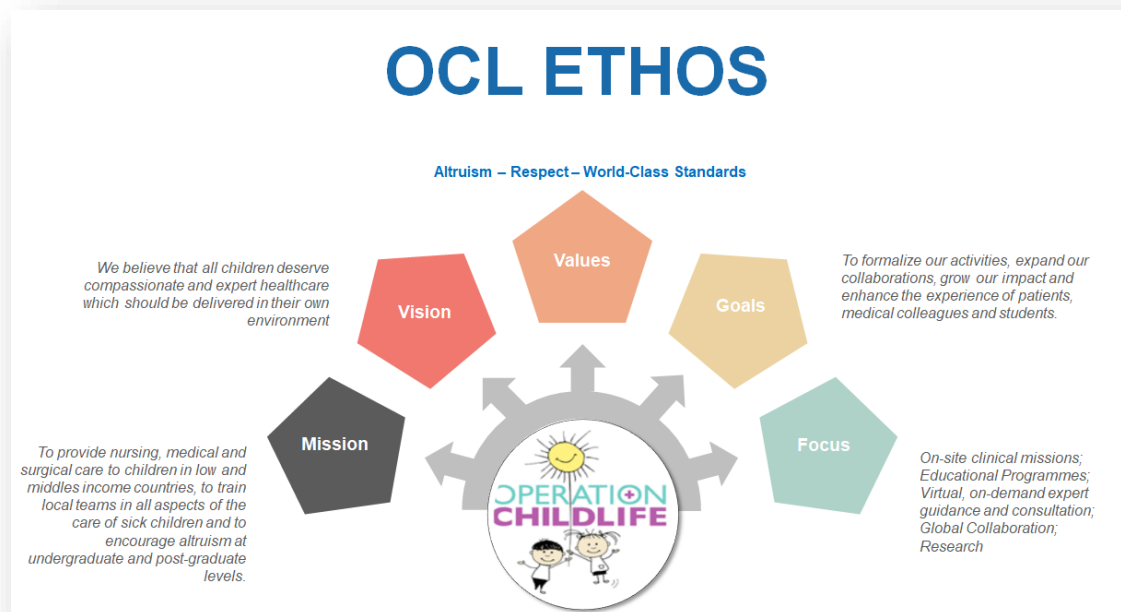 OCL ETHOS
Altruism – Respect – World-Class Standards
Values
We believe that all children deserve
compassionate and expert healthcare
which should be delivered in their own
environment
Vision
Goals
To formalize our activities, expand our
collaborations, grow our impact and
enhance the experience of patients,
medical colleagues and students.
Mission
To provide nursing, medical and
surgical care to children in low and
middles income countries, to train
local teams in all aspects of the
care of sick children and to
encourage altruism at
undergraduate and post-graduate
levels.
Focus
On-site clinical missions;
Educational Programmes;
Virtual, on-demand expert
guidance and consultation;
Global Collaboration;
Research
OPERATION
CHILDLIFE